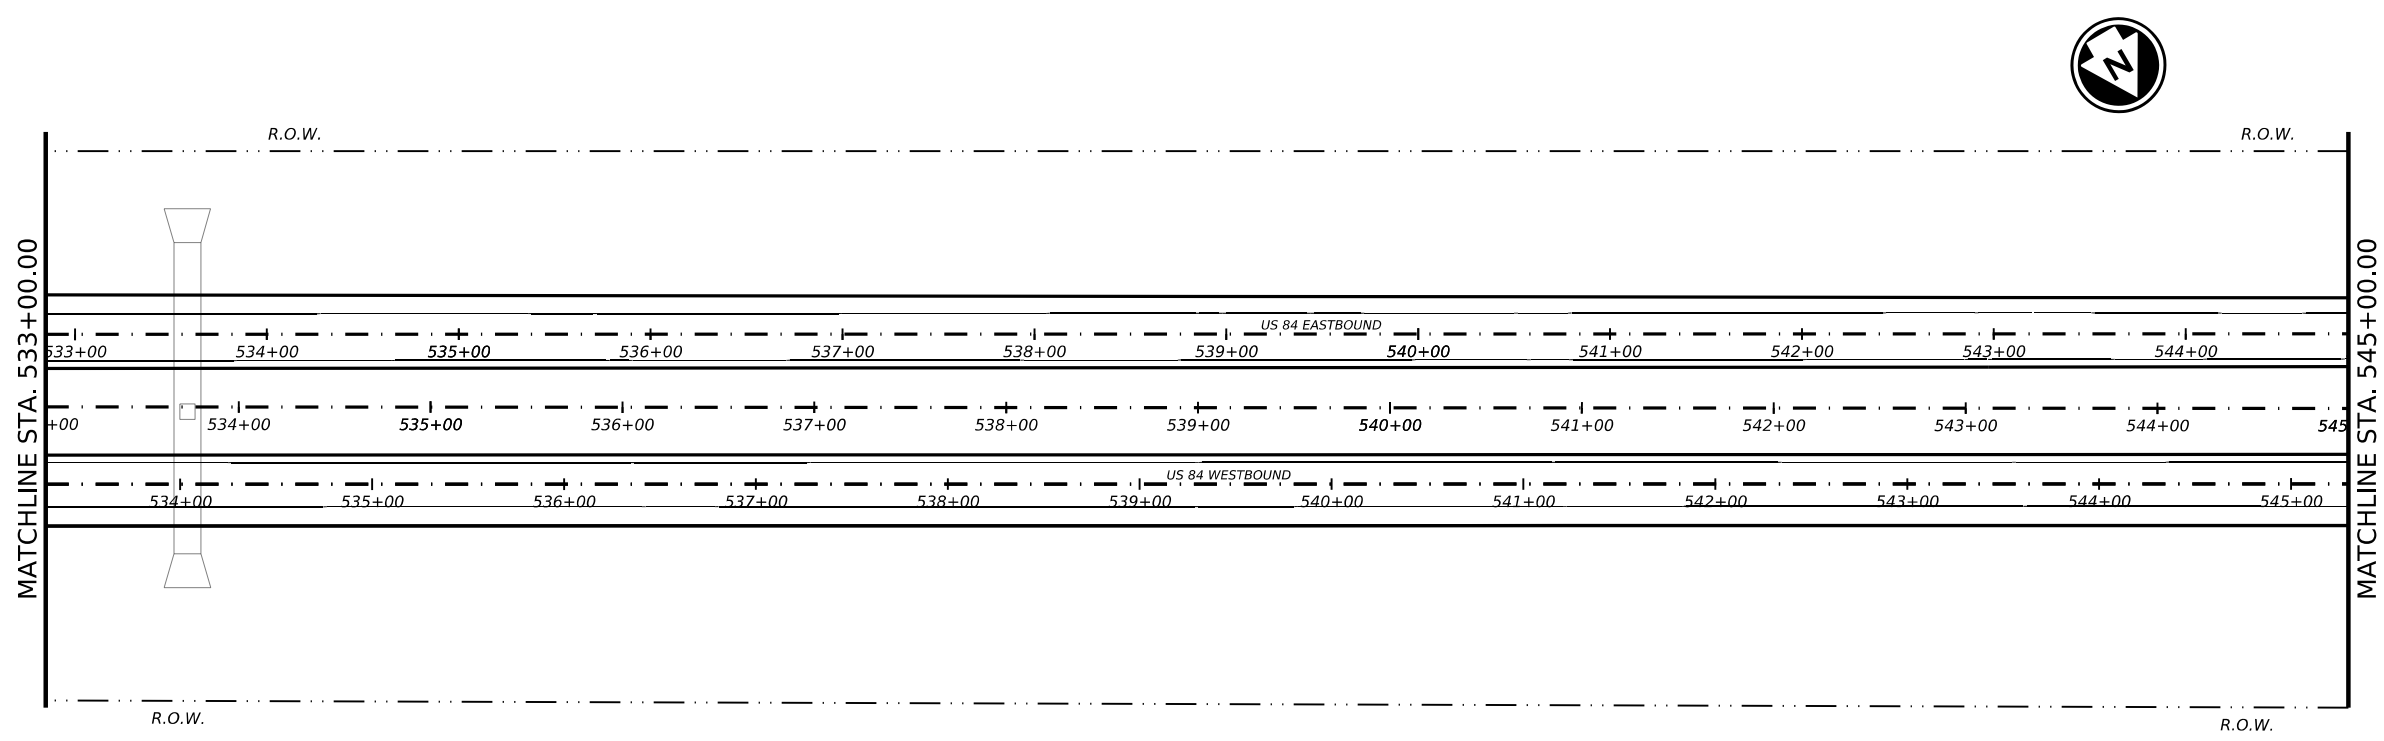 N
R.O.W. R.O.W.
MATCHLINE STA. 533+00.00
US 84 EASTBOUND
533+00 534+00 535+00 536+00 537+00 538+00 539+00 540+00 541+00 542+00 543+00 544+00
+00 534+00 535+00 536+00 537+00 538+00 539+00 540+00 541+00 542+00 543+00 544+00 545
US 84 WESTBOUND
534+00 535+00 536+00 537+00 538+00 539+00 540+00 541+00 542+00 543+00 544+00 545+00
MATCHLINE STA. 545+00.00
R.O.W. R.O.W.